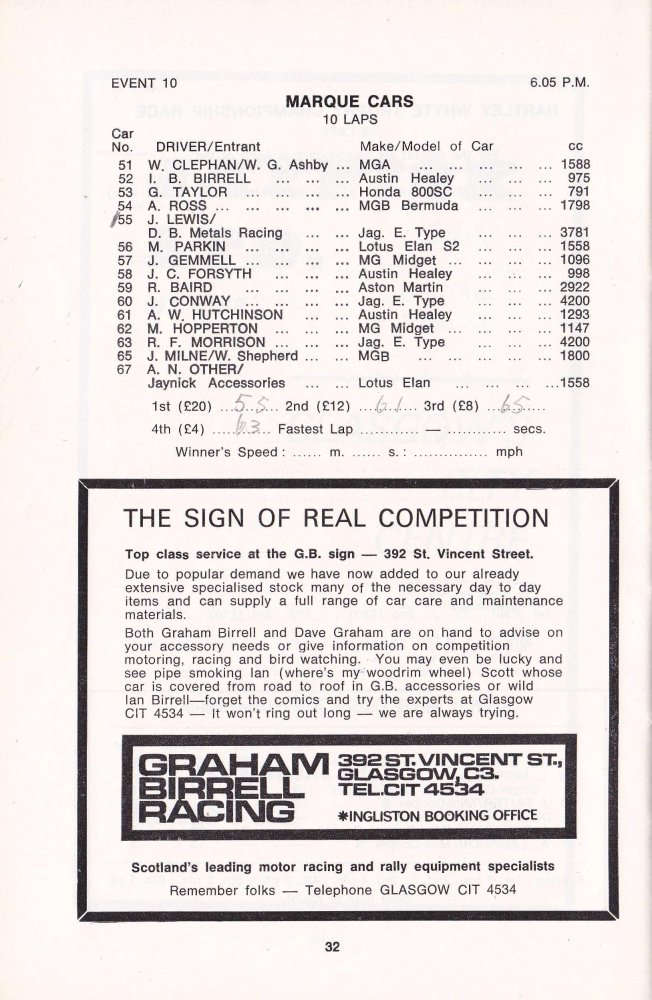 EVENT 10 6.05 P.M.
MARQUE CARS
10 LAPS
Car
No. DRIVER/Entrant Make/Model of Car cc
51 W. CLEPHAN/W. G. Ashby ... MGA ... ... ... ... ... 1588
52 I. B. BIRRELL ... ... ... Austin Healey ... ... ... 975
53 G. TAYLOR ... ... ... ... Honda 800SC ... ... ... 791
54 A. ROSS ... ... ... ... ... MGB Bermuda ... ... ... 1798
55 J. LEWIS/
D. B. Metals Racing ... ... Jag. E. Type ... ... ... 3781
56 M. PARKIN ... ... ... ... Lotus Elan S2 ... ... ... 1558
57 J. GEMMELL ... ... ... ... MG Midget ... ... ... ... 1096
58 J. C. FORSYTH ... ... ... Austin Healey ... ... ... 998
59 R. BAIRD ... ... ... ... Aston Martin ... ... ... 2922
60 J. CONWAY ... ... ... ... Jag. E. Type ... ... ... 4200
61 A. W. HUTCHINSON ... ... Austin Healey ... ... ... 1293
62 M. HOPPERTON ... ... ... MG Midget ... ... ... ... 1147
63 R. F. MORRISON ... ... ... Jag. E. Type ... ... ... 4200
65 J. MILNE/W. Shepherd ... ... MGB ... ... ... ... ... 1800
67 A. N. OTHER/
Jaynick Accessories ... ... Lotus Elan ... ... ... ...1558
1st (£20) ...55... 2nd (£12) ...61... 3rd (£8) ...65......
4th (£4) ......63... Fastest Lap ............ — ............ secs.
Winner's Speed : ...... m. ...... s. : ............... mph
THE SIGN OF REAL COMPETITION
Top class service at the G.B. sign — 392 St. Vincent Street.
Due to popular demand we have now added to our already
extensive specialised stock many of the necessary day to day
items and can supply a full range of car care and maintenance
materials.
Both Graham Birrell and Dave Graham are on hand to advise on
your accessory needs or give information on competition
motoring, racing and bird watching. You may even be lucky and
see pipe smoking Ian (where's my woodrim wheel) Scott whose
car is covered from road to roof in G.B. accessories or wild
Ian Birrell—forget the comics and try the experts at Glasgow
CIT 4534 — It won't ring out long — we are always trying.
GRAHAM 392 ST. VINCENT ST.,
BIRRELL GLASGOW, C3.
RACING TEL.CIT 4534
*INGLISTON BOOKING OFFICE
Scotland's leading motor racing and rally equipment specialists
Remember folks — Telephone GLASGOW CIT 4534
32